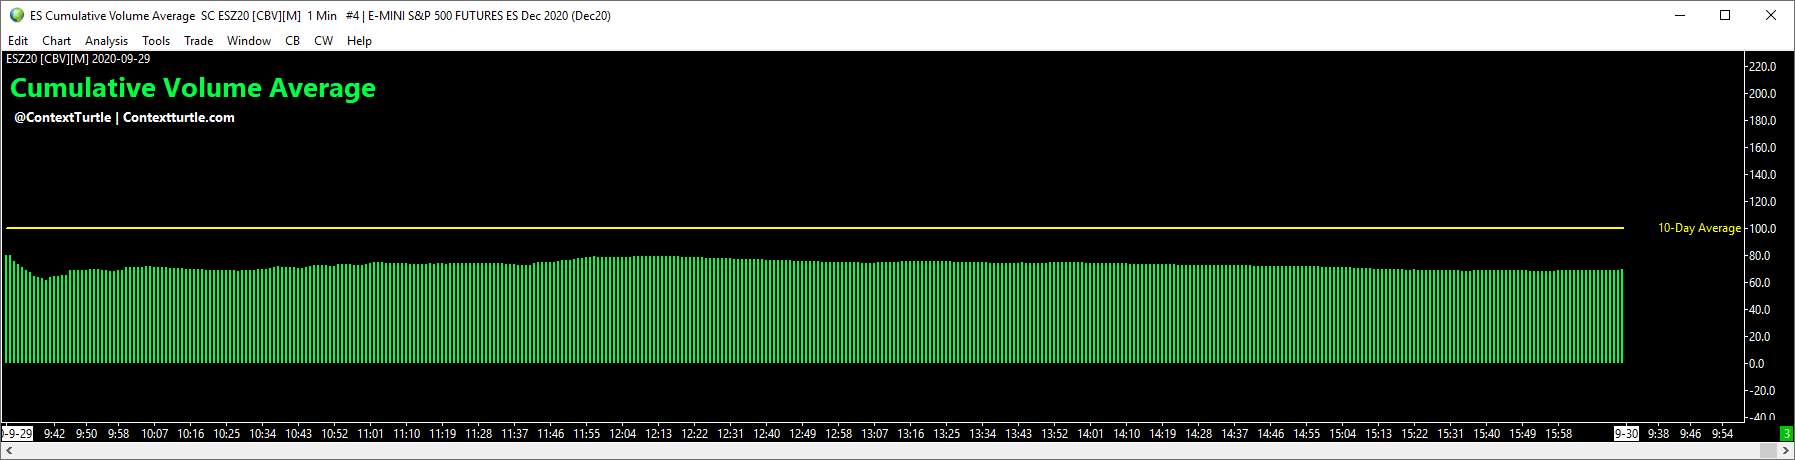 ES Cumulative Volume Average  SC ESZ20 [CBV][M]  1 Min   #4 | E-MINI S&P 500 FUTURES ES Dec 2020 (Dec20)
Edit Chart Analysis Tools Trade Window CB CW Help
ESZ20 [CBV][M] 2020-09-29
Cumulative Volume Average
@ContextTurtle | Contextturtle.com
220.0
200.0
180.0
160.0
140.0
120.0
10-Day Average 100.0
80.0
60.0
40.0
20.0
0.0
-20.0
-40.0
0-9-29 9:42 9:50 9:58 10:07 10:16 10:25 10:34 10:43 10:52 11:01 11:10 11:19 11:28 11:37 11:46 11:55 12:04 12:13 12:22 12:31 12:40 12:49 12:58 13:07 13:16 13:25 13:34 13:43 13:52 14:01 14:10 14:19 14:28 14:37 14:46 14:55 15:04 15:13 15:22 15:31 15:40 15:49 15:58 9-30 9:38 9:46 9:54 3